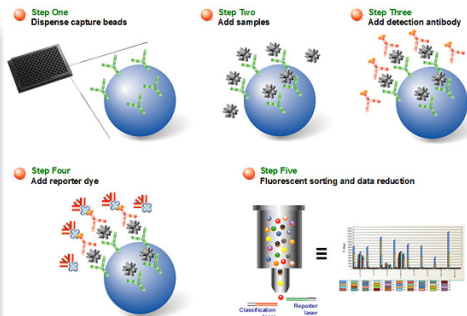 Step One
Dispense capture beads
Step Two
Add samples
Step Three
Add detection antibody
Step Four
Add reporter dye
Step Five
Fluorescent sorting and data reduction
Classification
Reporter
laser